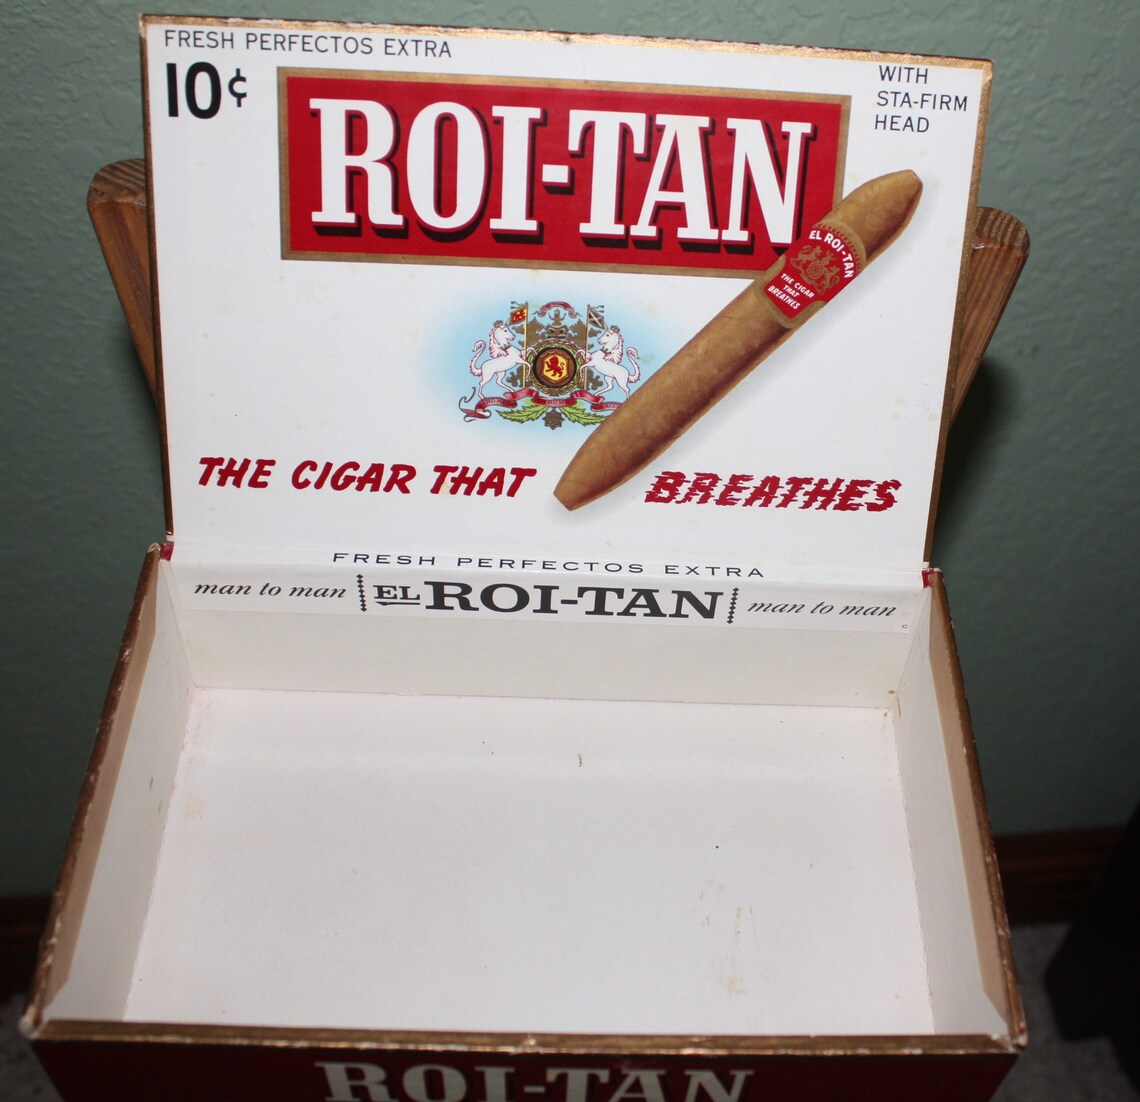 FRESH PERFECTOS EXTRA
10¢
WITH
STA-FIRM
HEAD
ROI-TAN
EL ROI-TAN
THE CIGAR
THAT
BREATHES
THE CIGAR THAT BREATHES
FRESH PERFECTOS EXTRA
man to man EL ROI-TAN man to man
ROI-TAN